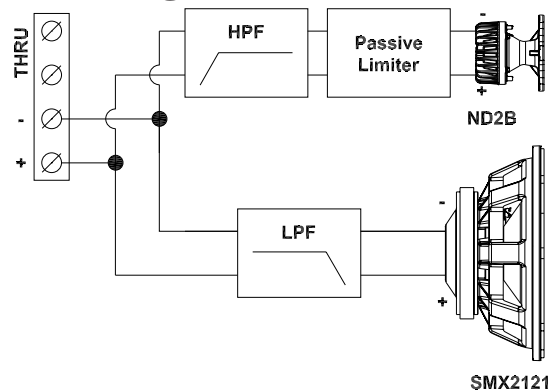 THRU
- +
HPF
Passive
Limiter
-
+
ND2B
LPF
-
+
SMX2121